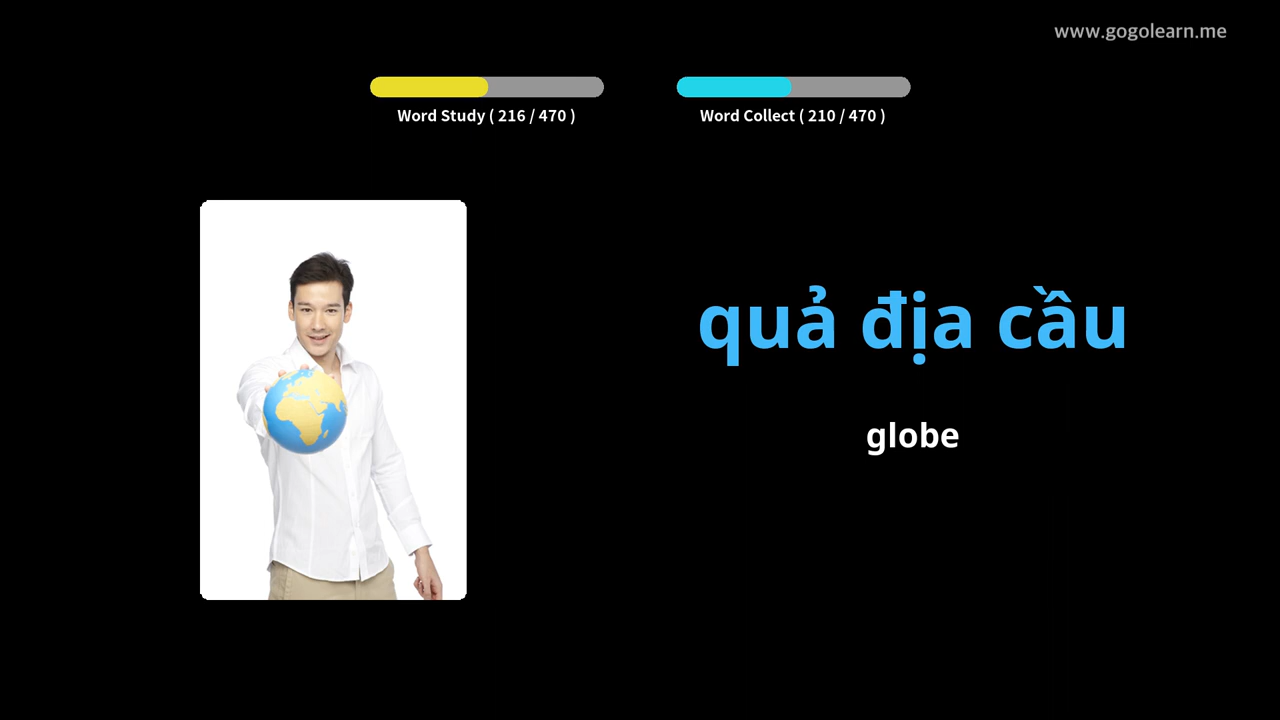 www.gogolearn.me
Word Study ( 216 / 470 )
Word Collect ( 210 / 470 )
quả địa cầu
globe